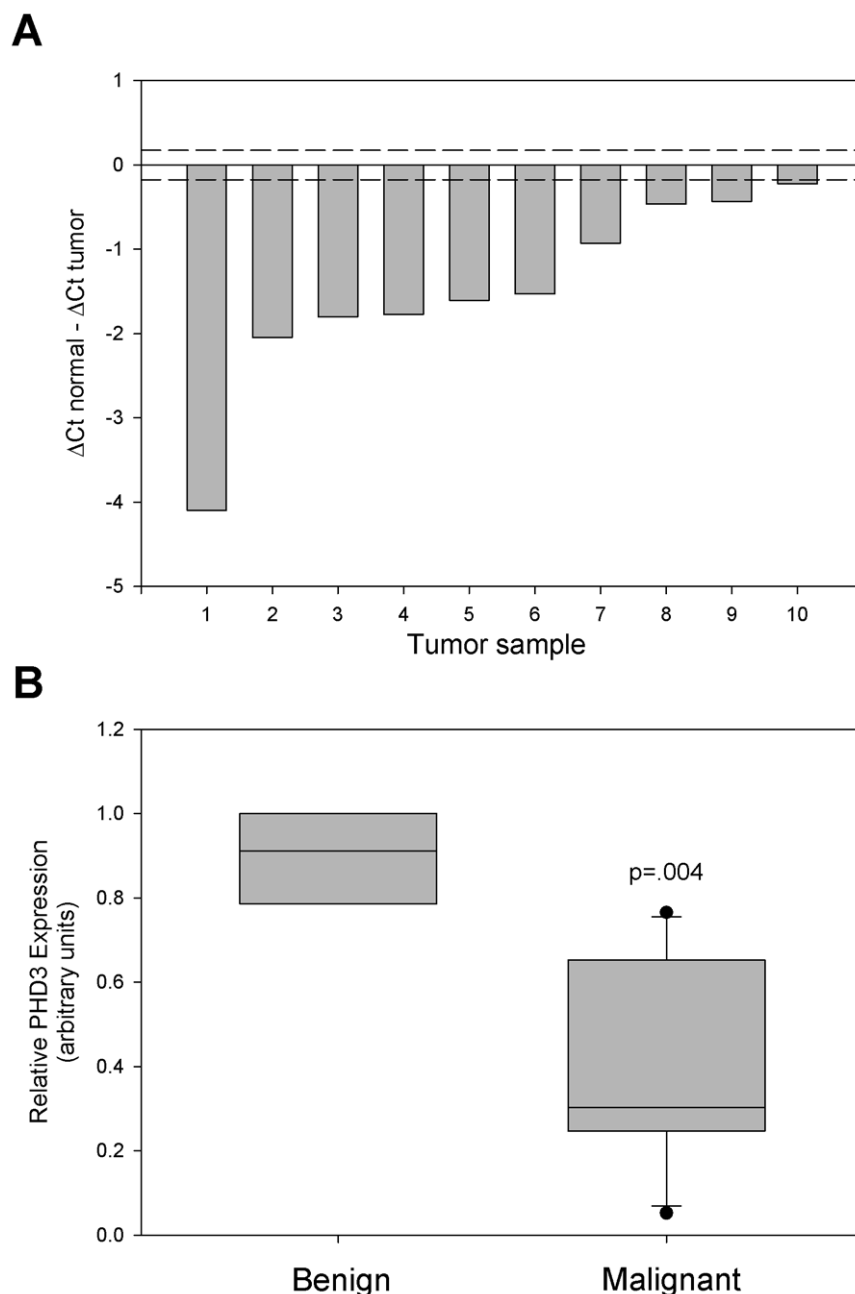 A
1
0
-1
-2
-3
-4
-5
ΔCt normal - ΔCt tumor
1 2 3 4 5 6 7 8 9 10
Tumor sample
B
1.2
1.0
0.8
0.6
0.4
0.2
0.0
Relative PHD3 Expression
(arbitrary units)
p=.004
Benign Malignant